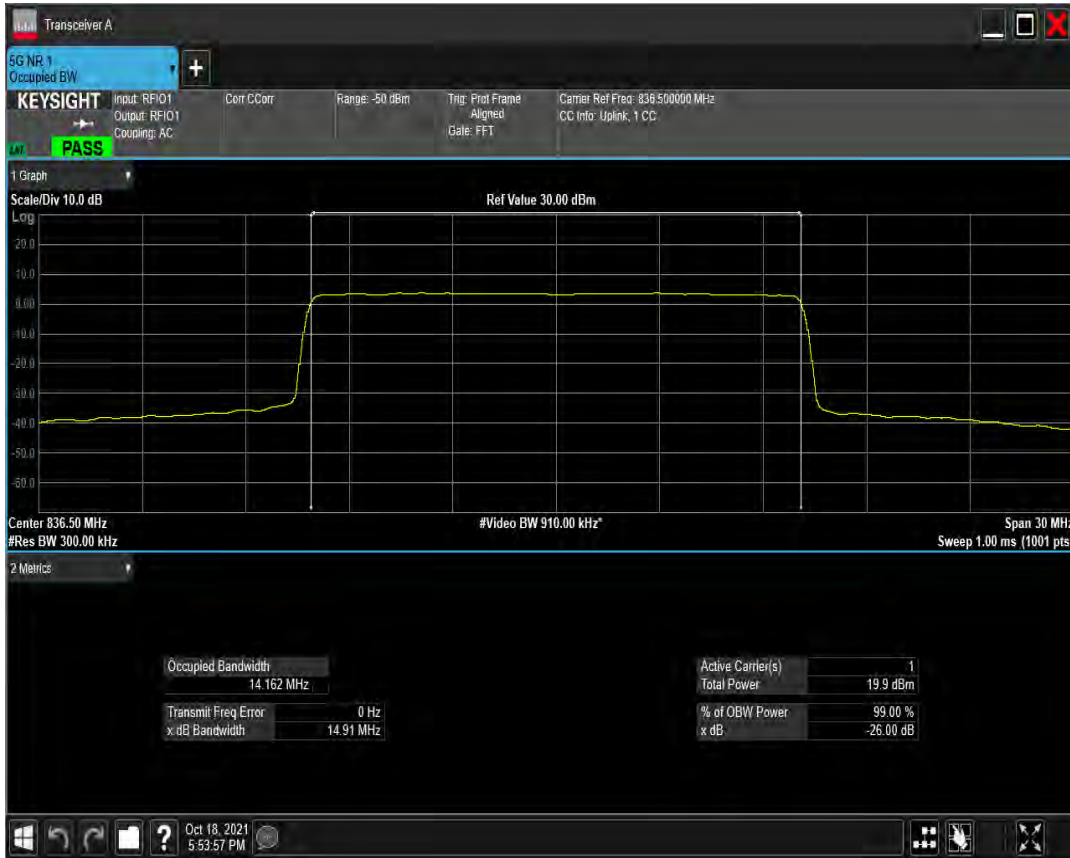 Transceiver A
5G NR 1
Occupied BW
+
KEYSIGHT
Input: RFIO1
Output: RFIO1
Coupling: AC
Corr CCorr
Range: -50 dBm
Trig: Prot Frame
Aligned
Gate: FFT
Carrier Ref Freq: 836.500000 MHz
CC Info: Uplink, 1 CC
PASS
1 Graph
Scale/Div 10.0 dB
Ref Value 30.00 dBm
Log
20.0
10.0
0.00
-10.0
-20.0
-30.0
-40.0
-50.0
-60.0
Center 836.50 MHz
#Video BW 910.00 kHz*
Span 30 MHz
#Res BW 300.00 kHz
Sweep 1.00 ms (1001 pts
2 Metrics
Occupied Bandwidth
14.162 MHz
Transmit Freq Error 0 Hz
x dB Bandwidth 14.91 MHz
Active Carrier(s) 1
Total Power 19.9 dBm
% of OBW Power 99.00 %
x dB -26.00 dB
?
Oct 18, 2021
5:53:57 PM